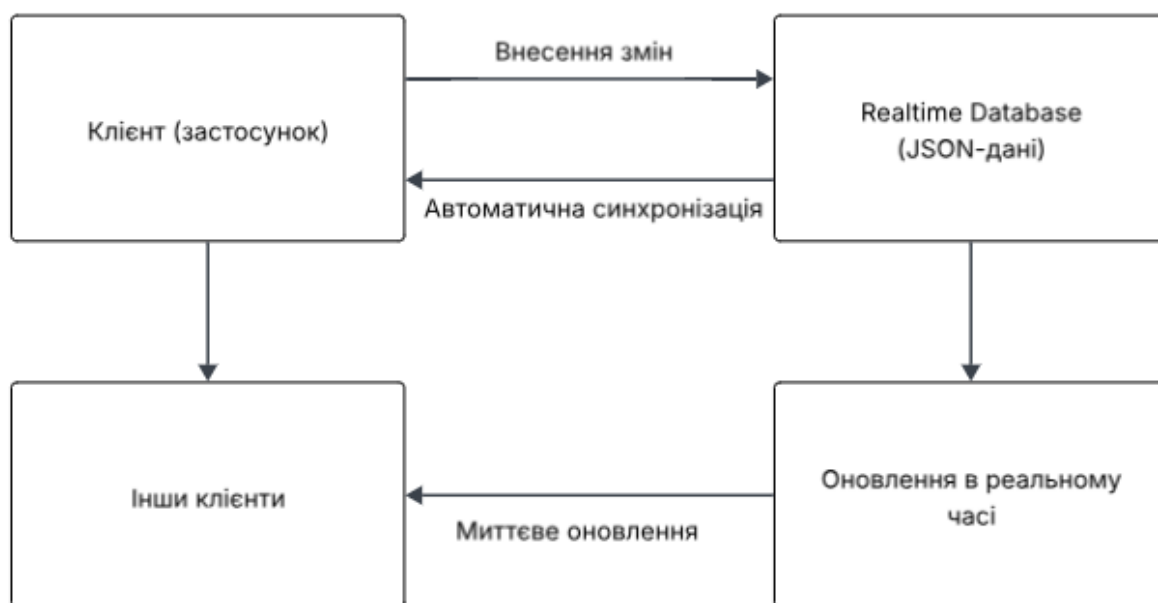 Внесення змін
Клієнт (застосунок)
Realtime Database
(JSON-дані)
Автоматична синхронізація
Інши клієнти
Оновлення в реальному
часі
Миттєве оновлення